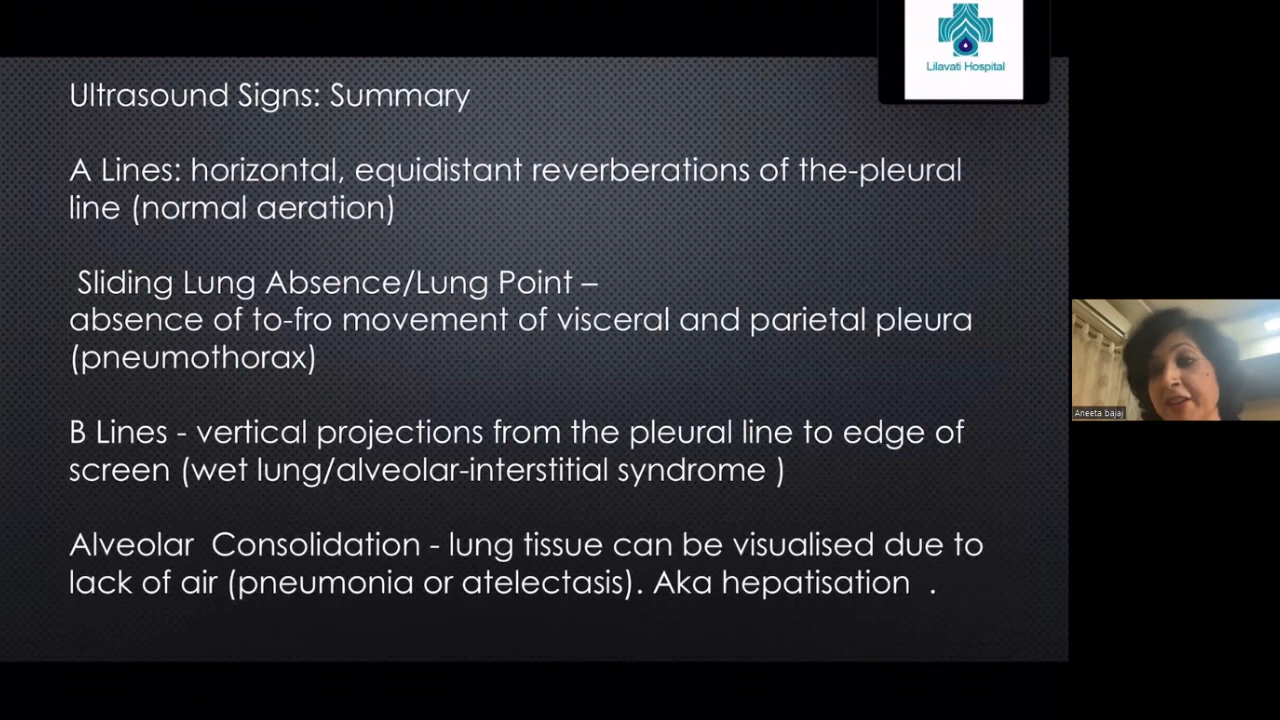 Lilavati Hospital
Ultrasound Signs: Summary
A Lines: horizontal, equidistant reverberations of the-pleural
line (normal aeration)
Sliding Lung Absence/Lung Point –
absence of to-fro movement of visceral and parietal pleura
(pneumothorax)
B Lines - vertical projections from the pleural line to edge of
screen (wet lung/alveolar-interstitial syndrome )
Alveolar  Consolidation - lung tissue can be visualised due to
lack of air (pneumonia or atelectasis). Aka hepatisation  .
Aneeta bajaj